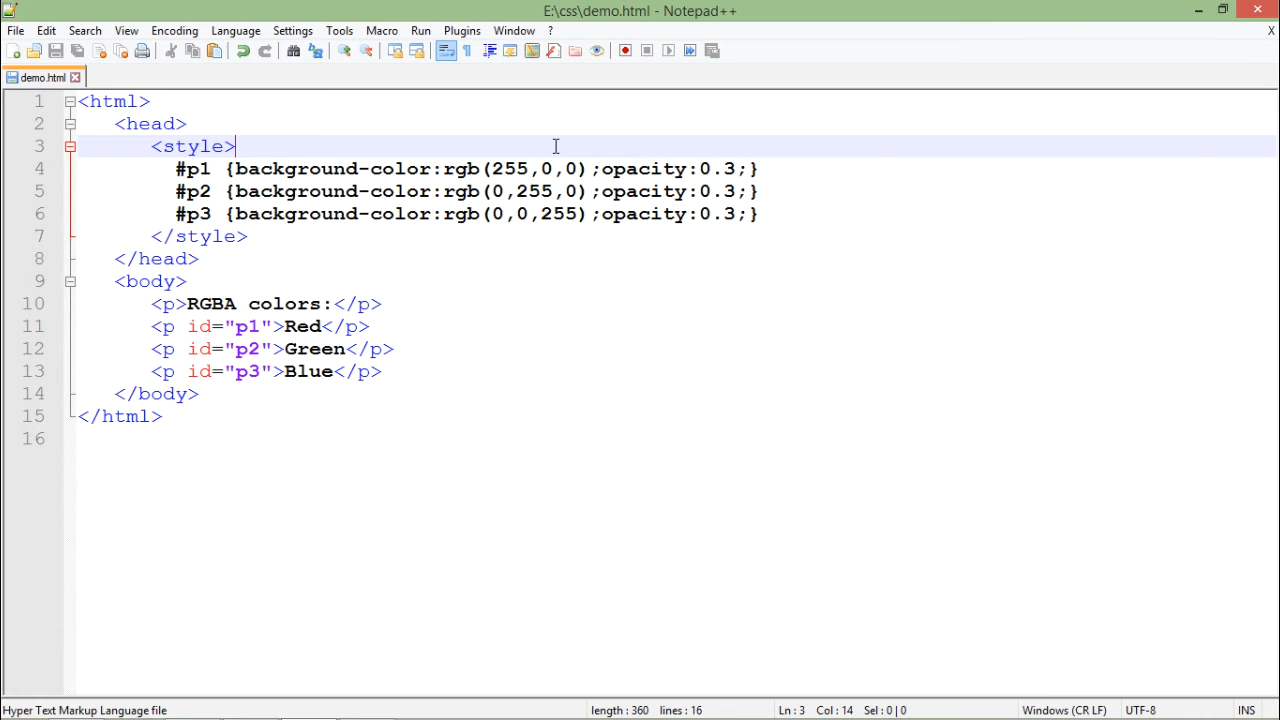 E:\css\demo.html - Notepad++
File Edit Search View Encoding Language Settings Tools Macro Run Plugins Window ? X
demo.html
1 <html>
2 <head>
3 <style>
4 #p1 {background-color:rgb(255,0,0);opacity:0.3;}
5 #p2 {background-color:rgb(0,255,0);opacity:0.3;}
6 #p3 {background-color:rgb(0,0,255);opacity:0.3;}
7 </style>
8 </head>
9 <body>
10 <p>RGBA colors:</p>
11 <p id="p1">Red</p>
12 <p id="p2">Green</p>
13 <p id="p3">Blue</p>
14 </body>
15 </html>
16
Hyper Text Markup Language file length : 360 lines : 16 Ln : 3 Col : 14 Sel : 0 | 0 Windows (CR LF) UTF-8 INS